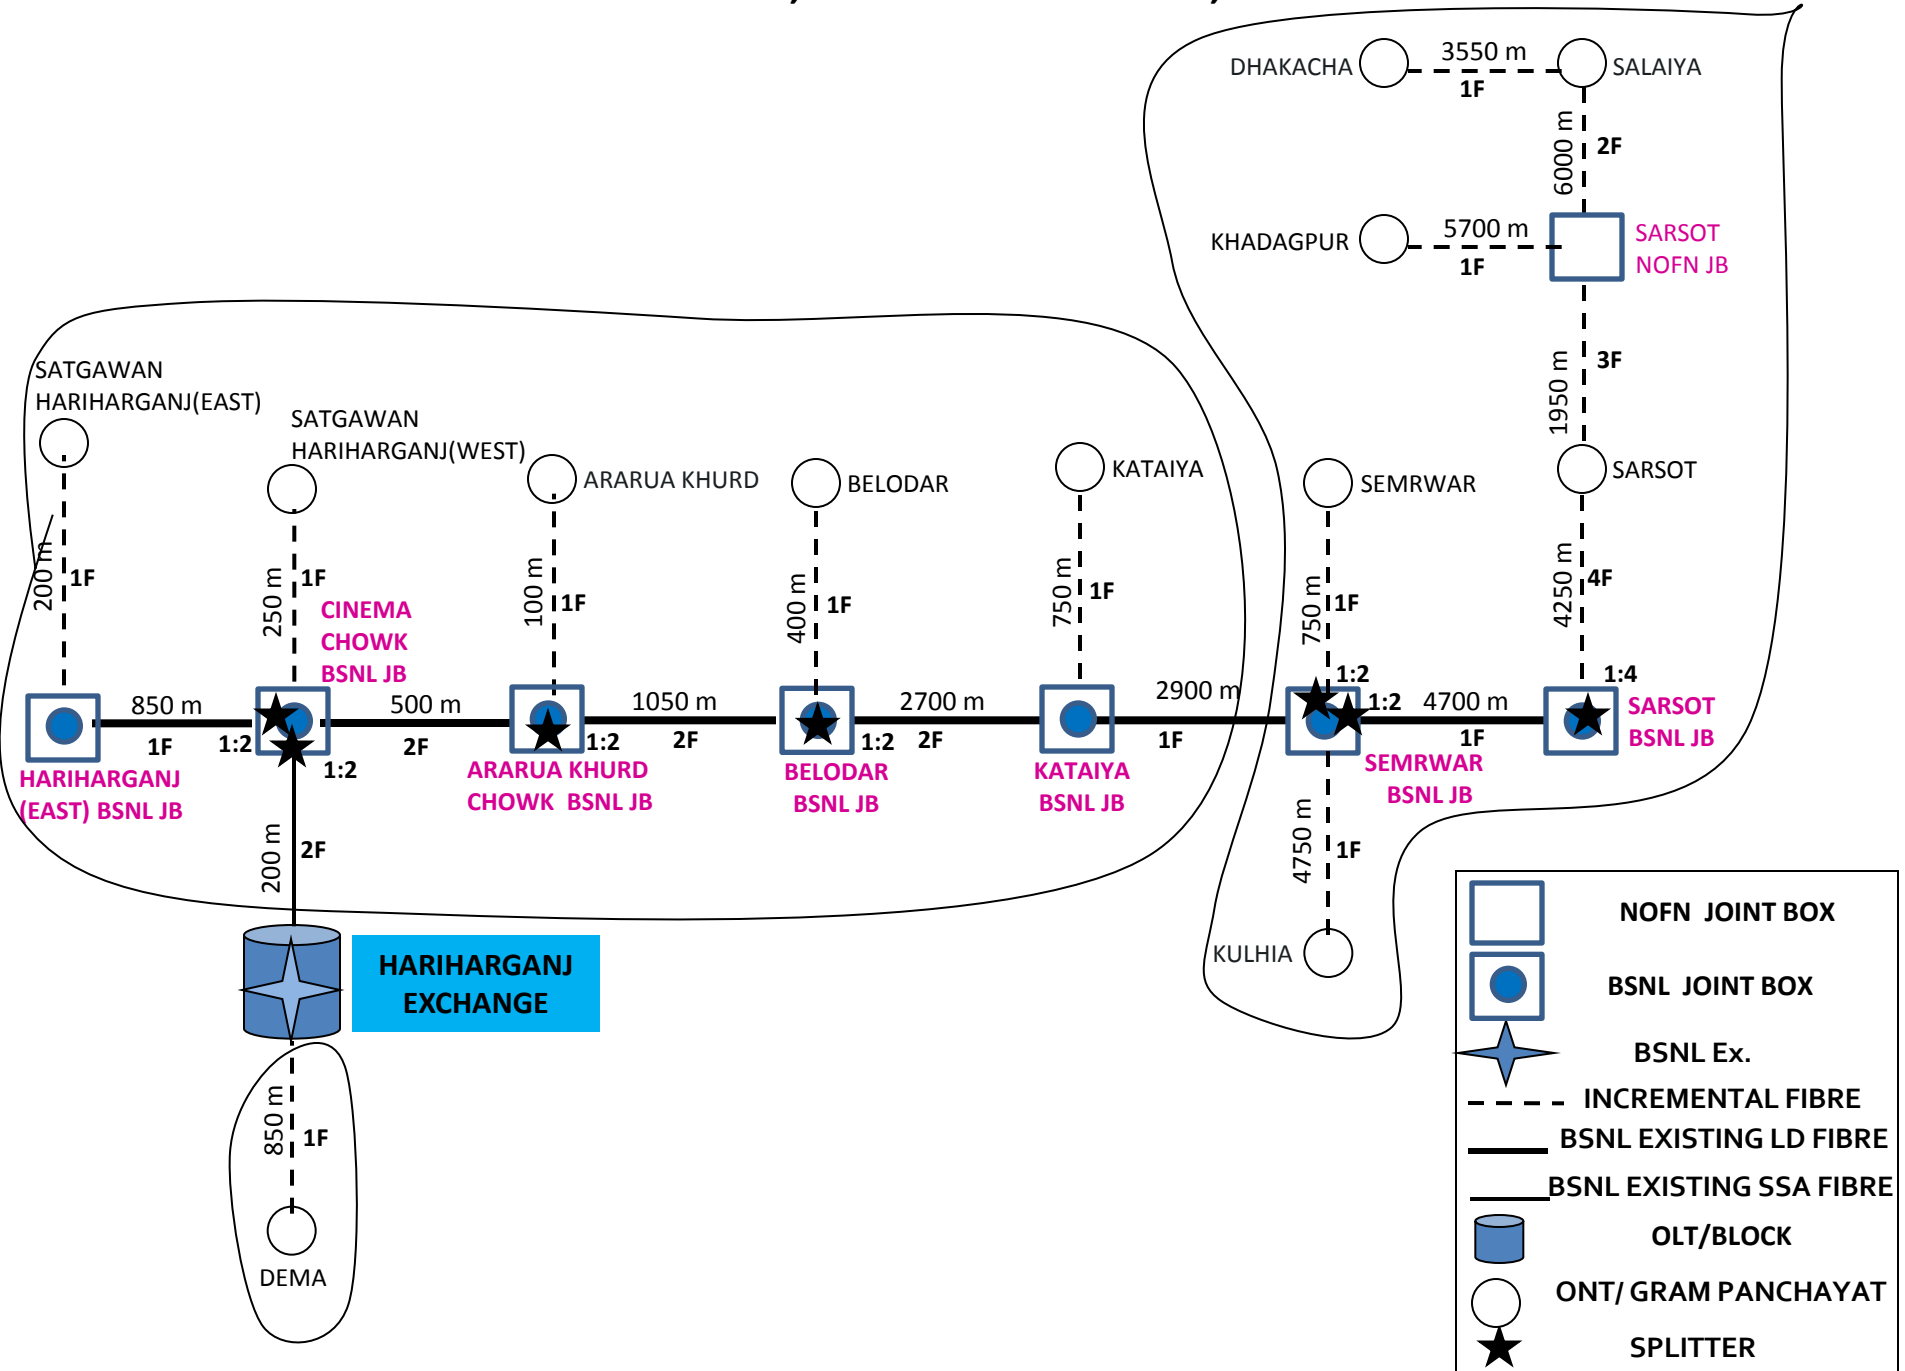 DHAKACHA
3550 m
1F
SALAIYA
6000 m
2F
KHADAGPUR
5700 m
1F
SARSOT
NOFN JB
1950 m
3F
SATGAWAN
HARIHARGANJ(EAST)
SATGAWAN
HARIHARGANJ(WEST)
ARARUA KHURD
BELODAR
KATAIYA
SEMRWAR
SARSOT
200 m
1F
250 m
1F
100 m
1F
400 m
1F
750 m
1F
750 m
1F
4250 m
4F
CINEMA
CHOWK
BSNL JB
850 m
1F
1:2
1:2
500 m
2F
1:2
1050 m
2F
1:2
2700 m
2F
2900 m
1F
1:2
1:2
4700 m
1F
1:4
SARSOT
BSNL JB
HARIHARGANJ
(EAST) BSNL JB
ARARUA KHURD
CHOWK BSNL JB
BELODAR
BSNL JB
KATAIYA
BSNL JB
SEMRWAR
BSNL JB
200 m
2F
4750 m
1F
KULHIA
HARIHARGANJ
EXCHANGE
850 m
1F
DEMA
NOFN JOINT BOX
BSNL JOINT BOX
BSNL Ex.
INCREMENTAL FIBRE
BSNL EXISTING LD FIBRE
BSNL EXISTING SSA FIBRE
OLT/BLOCK
ONT/ GRAM PANCHAYAT
SPLITTER